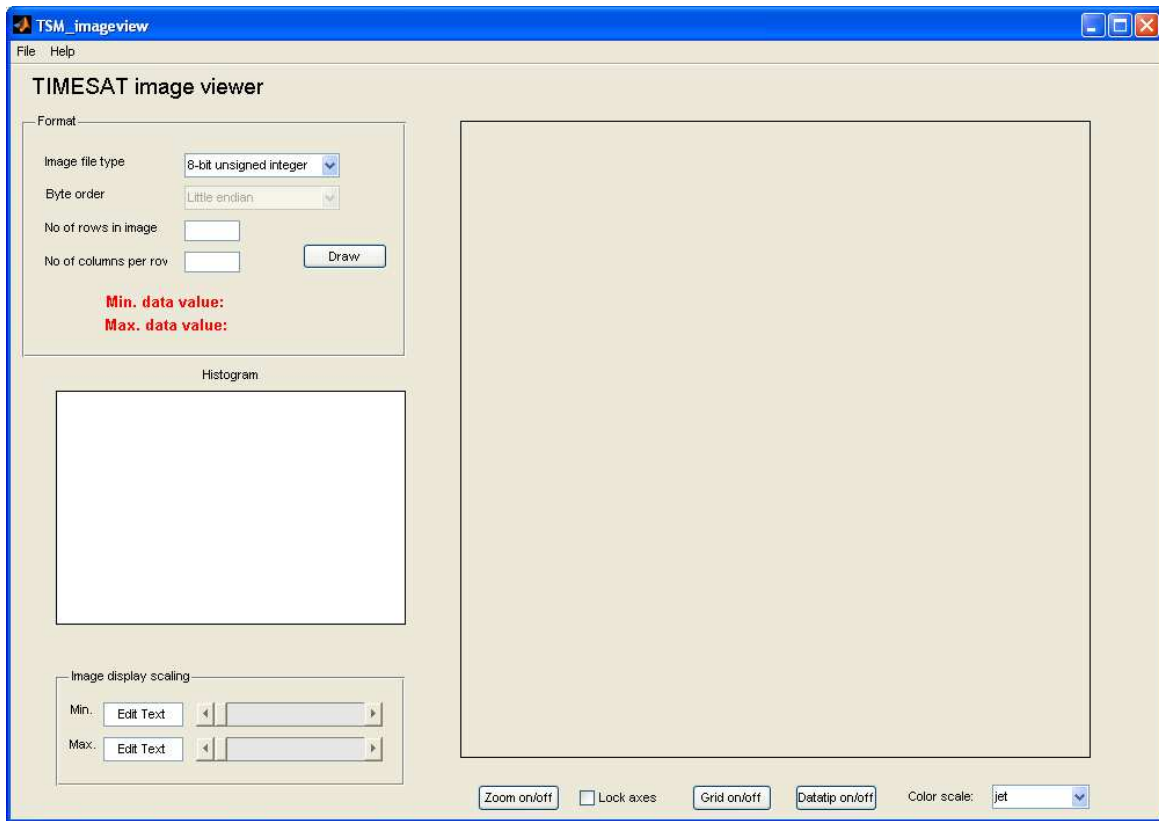 TSM_imageview
File Help
TIMESAT image viewer
Format
Image file type 8-bit unsigned integer
Byte order Little endian
No of rows in image
No of columns per rov
Draw
Min. data value:
Max. data value:
Histogram
Image display scaling
Min. Edit Text
Max. Edit Text
Zoom on/off Lock axes Grid on/off Datatip on/off Color scale: jet